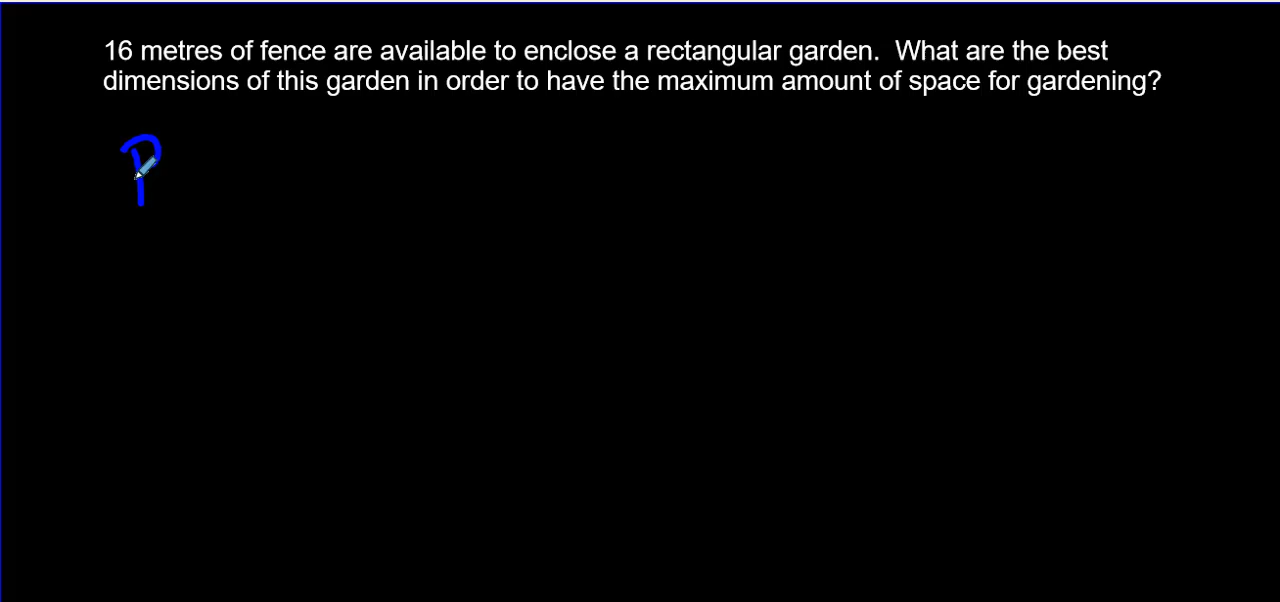 16 metres of fence are available to enclose a rectangular garden.  What are the best
dimensions of this garden in order to have the maximum amount of space for gardening?
P